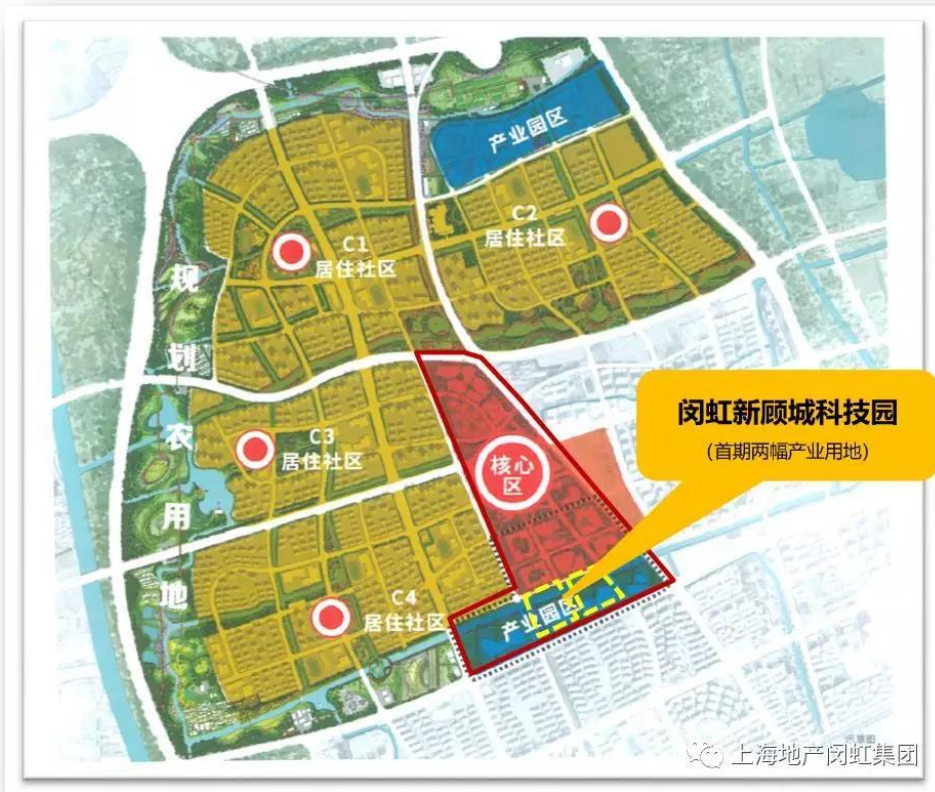 产业园区
C2
居住社区
C1
居住社区
规划农用地
闵虹新顾城科技园
(首期两幅产业用地)
C3
居住社区
核心
区
C4
居住社区
产业园区
示意图
上海地产闵虹集团